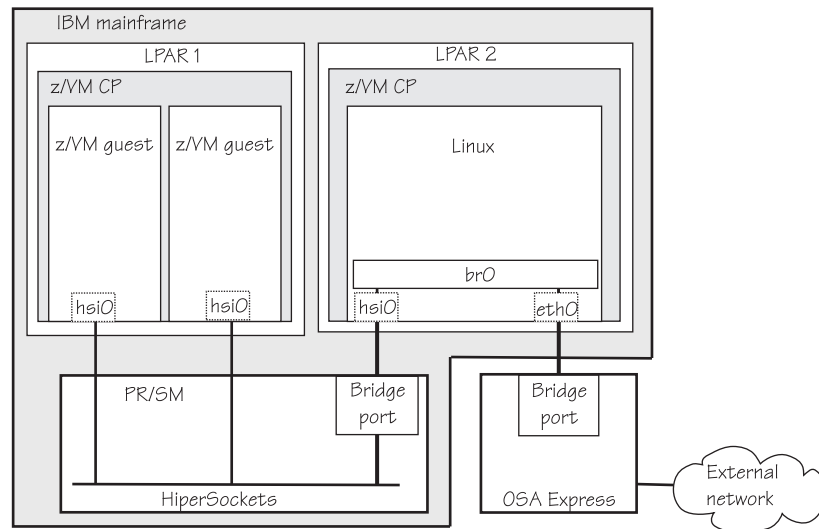 IBM mainframe
LPAR 1
LPAR 2
z/VM CP
z/VM CP
z/VM guest
z/VM guest
Linux
br0
hsi0
hsi0
hsi0
eth0
PR/SM
Bridge
port
Bridge
port
HiperSockets
OSA Express
External
network